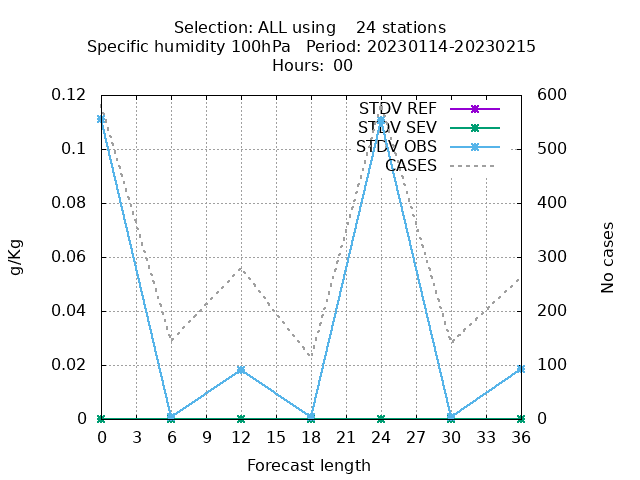 Selection: ALL using    24 stations
Specific humidity 100hPa   Period: 20230114-20230215
Hours:  00
0.12
0.1
0.08
0.06
0.04
0.02
0
g/Kg
STDV REF
STDV SEV
STDV OBS
CASES
600
500
400
300
200
100
0
No cases
0 3 6 9 12 15 18 21 24 27 30 33 36
Forecast length